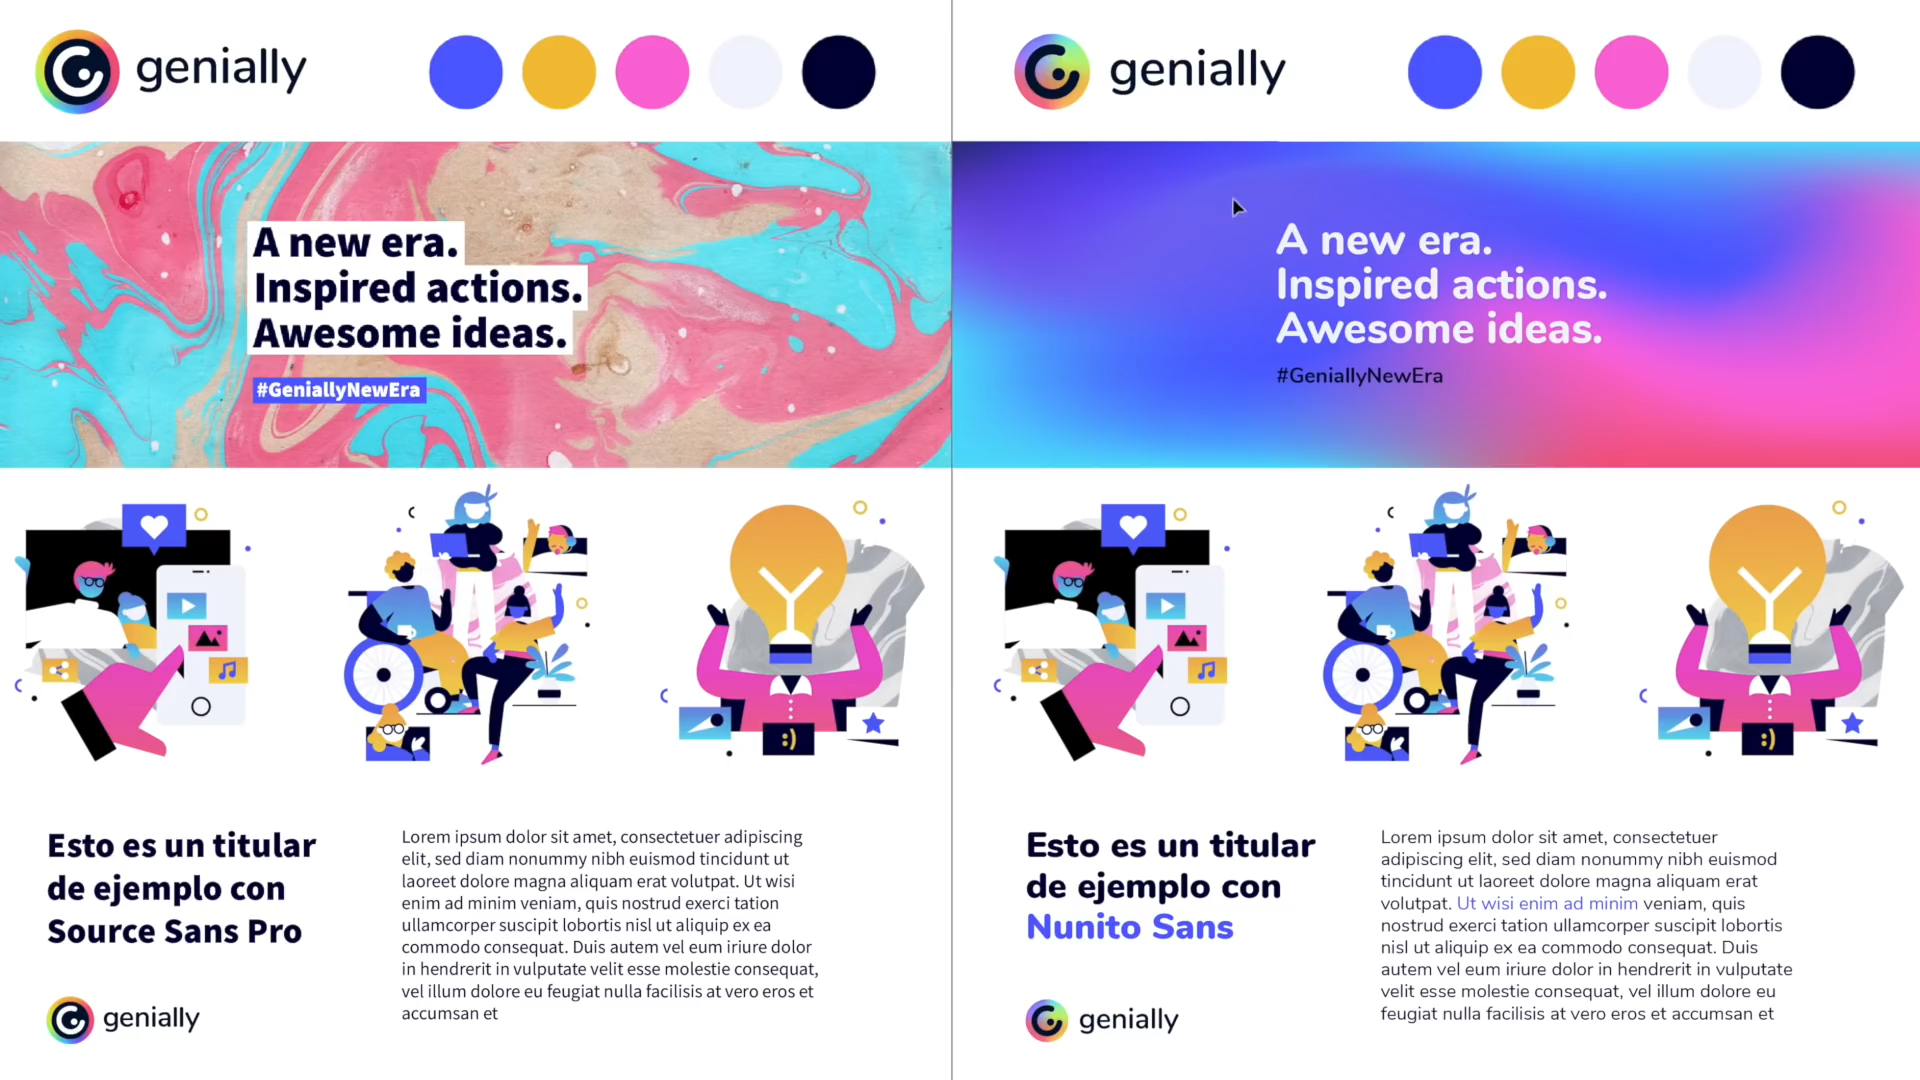 genially
A new era.
Inspired actions.
Awesome ideas.
#GeniallyNewEra
Esto es un titular
de ejemplo con
Source Sans Pro
Lorem ipsum dolor sit amet, consectetuer adipiscing
elit, sed diam nonummy nibh euismod tincidunt ut
laoreet dolore magna aliquam erat volutpat. Ut wisi
enim ad minim veniam, quis nostrud exerci tation
ullamcorper suscipit lobortis nisl ut aliquip ex ea
commodo consequat. Duis autem vel eum iriure dolor
in hendrerit in vulputate velit esse molestie consequat,
vel illum dolore eu feugiat nulla facilisis at vero eros et
accumsan et
genially
genially
A new era.
Inspired actions.
Awesome ideas.
#GeniallyNewEra
Esto es un titular
de ejemplo con
Nunito Sans
Lorem ipsum dolor sit amet, consectetuer
adipiscing elit, sed diam nonummy nibh euismod
tincidunt ut laoreet dolore magna aliquam erat
volutpat. Ut wisi enim ad minim veniam, quis
nostrud exerci tation ullamcorper suscipit lobortis
nisl ut aliquip ex ea commodo consequat. Duis
autem vel eum iriure dolor in hendrerit in vulputate
velit esse molestie consequat, vel illum dolore eu
feugiat nulla facilisis at vero eros et accumsan et
genially